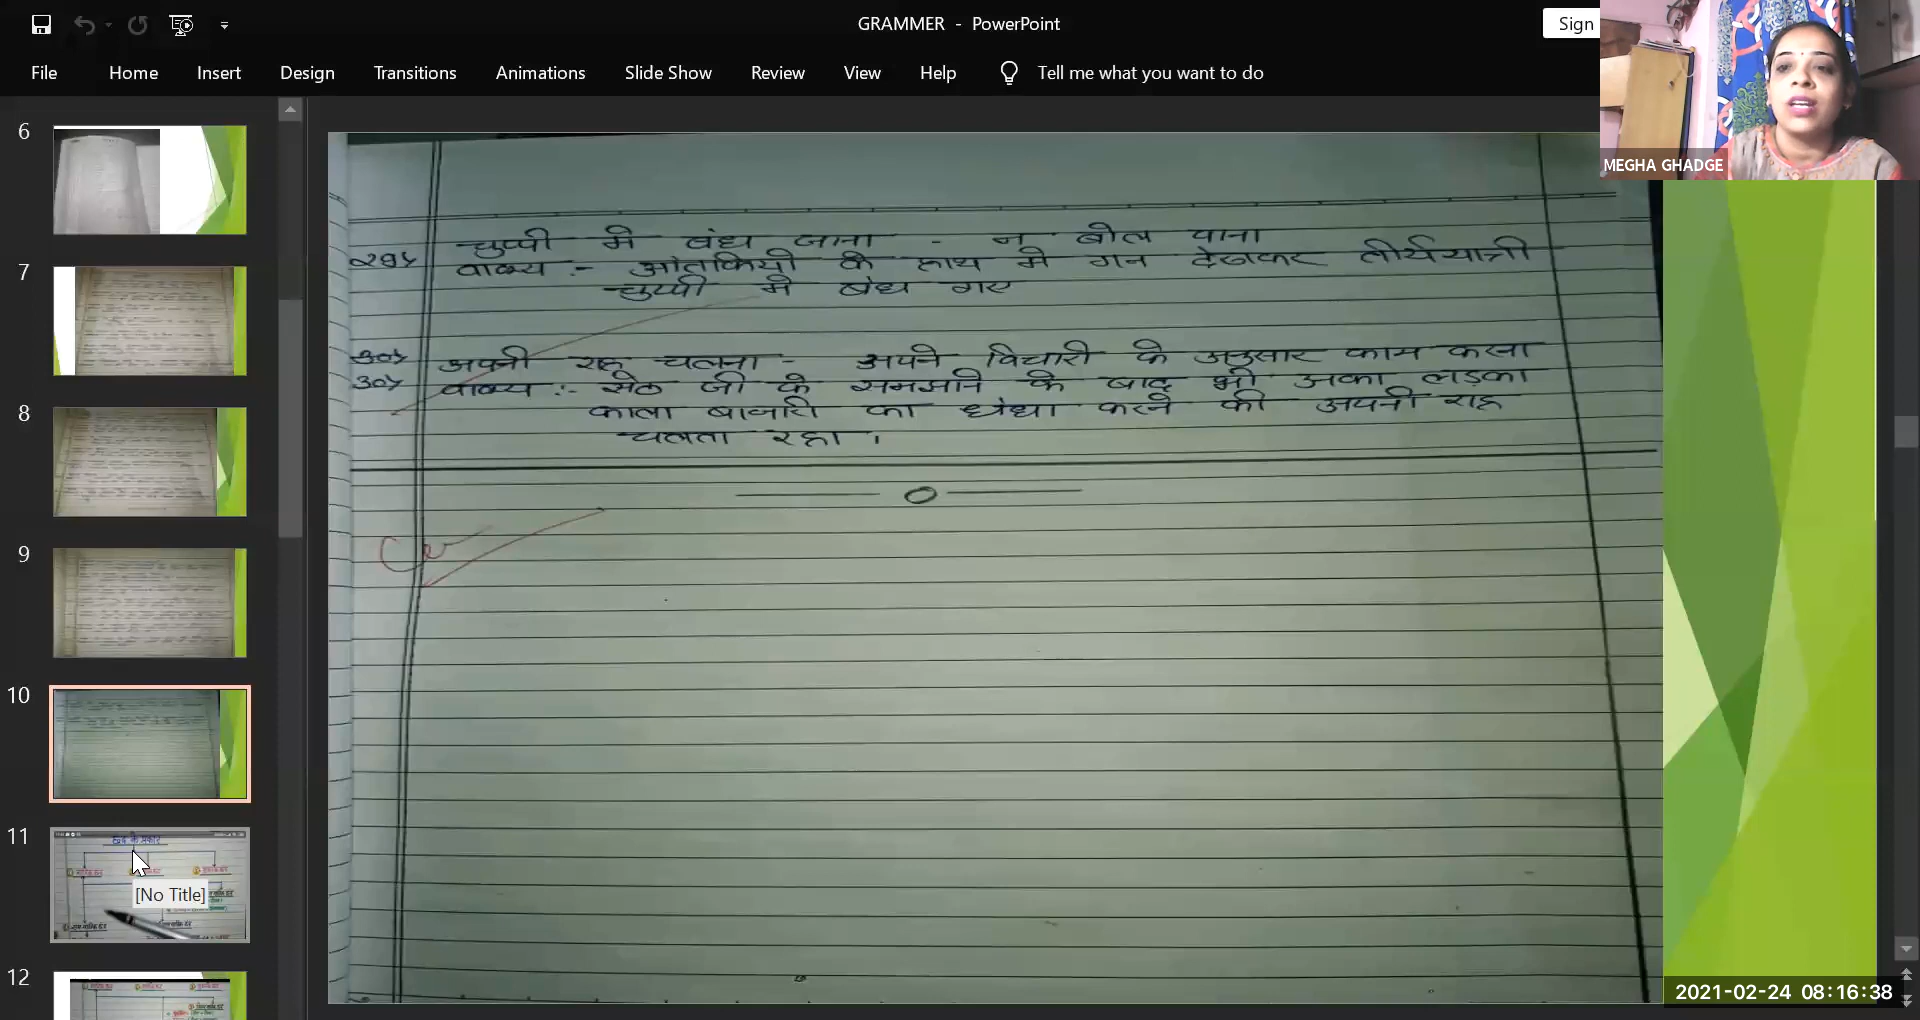 GRAMMER - PowerPoint
Sign
File Home Insert Design Transitions Animations Slide Show Review View Help Tell me what you want to do
MEGHA GHADGE
6
7
8
9
10
11
[No Title]
12
चुप्पी मे बंध जाना - न बोल पाना
२९५ वाक्य :- आंतकियो के हाथ मे गन देखकर तीर्थयात्री
चुप्पी मे बंध गए
३०५ अपनी राह चलना - अपने विचारी के अनुसार काम करना
३०५ वाक्य :- सेठ जी के समझाने के बाद भी उनका लड़का
काला बाजारी का धंधा करने की अपनी राह
चलता रहा ।
2021-02-24 08:16:38